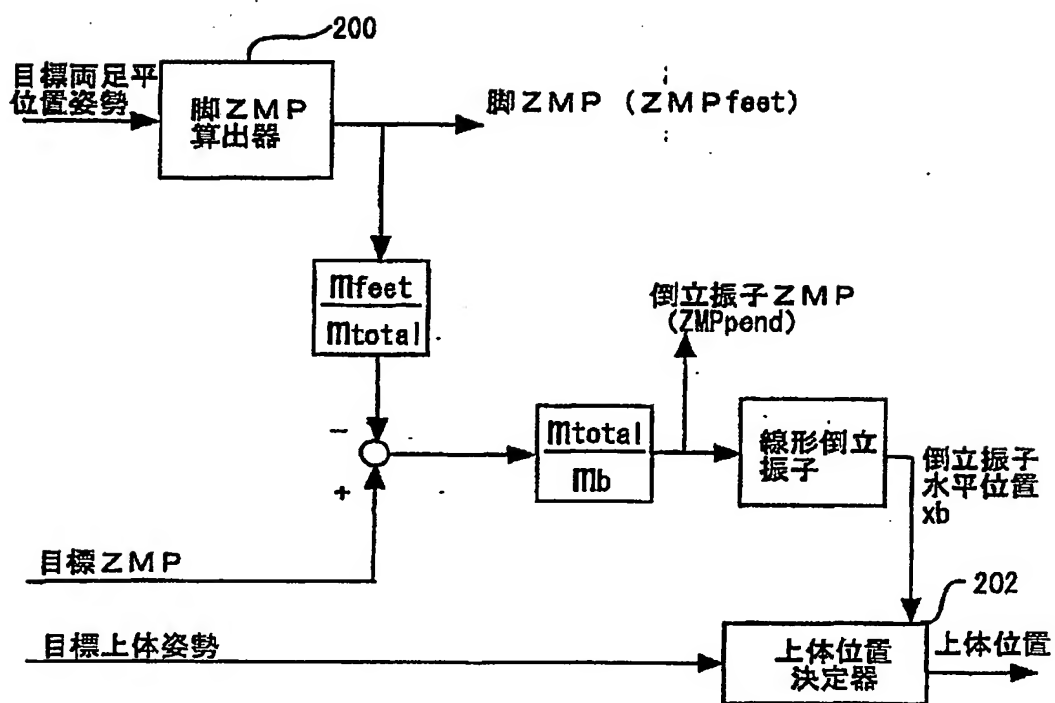 200
目標両足平
位置姿勢
脚ZMP
算出器
脚ZMP (ZMPfeet)
mfeet
mtotal
倒立振子ZMP
(ZMPpend)
−
+
mtotal
mb
線形倒立
振子
倒立振子
水平位置
xb
目標ZMP
202
目標上体姿勢
上体位置
決定器
上体位置